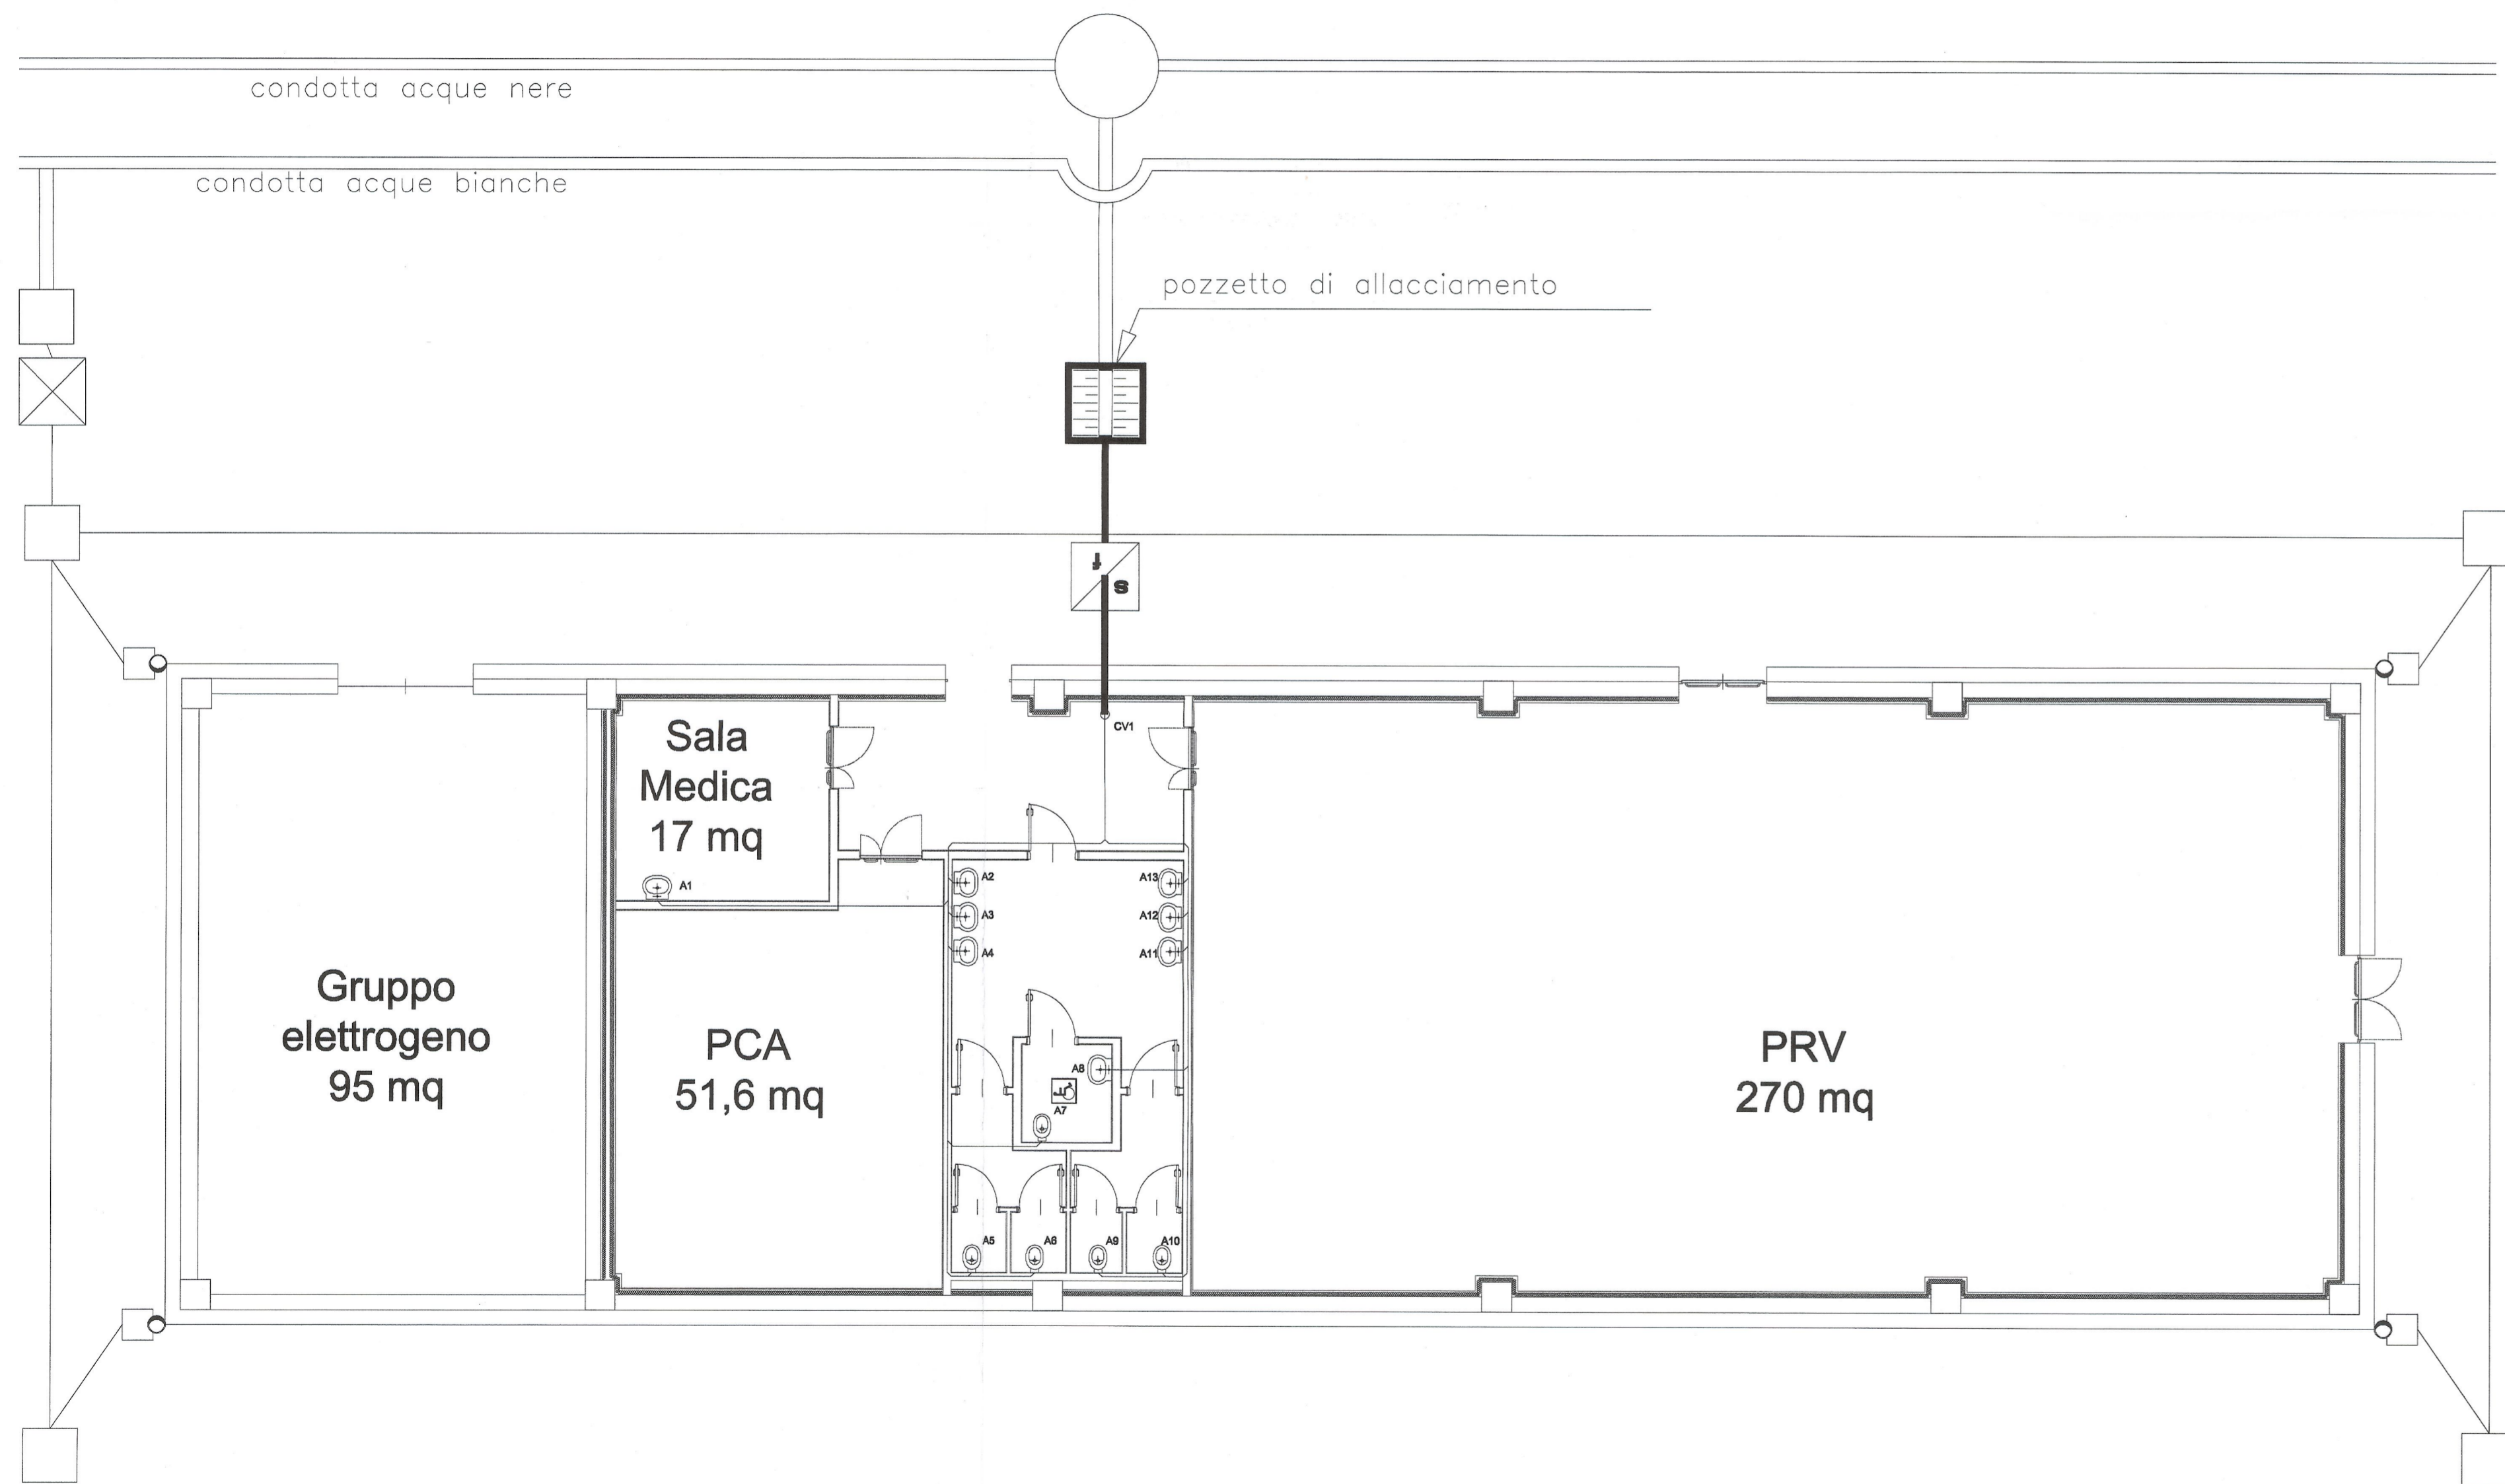 condotta acque nere
condotta acque bianche
pozzetto di allacciamento
S
CV1
Sala
Medica
17 mq
A1
A2
A13
A3
A12
A4
A11
Gruppo
elettrogeno
95 mq
PCA
51,6 mq
PRV
270 mq
A8
A7
A5
A6
A9
A10